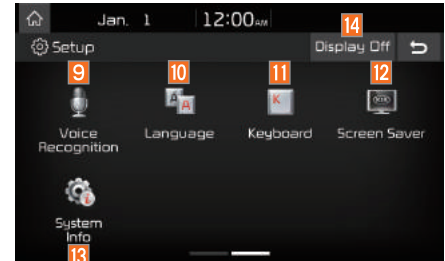 Jan. 1 12:00AM
14
Setup Display Off
9 10 11 12
A A K
Voice Recognition Language Keyboard Screen Saver
System
Info
13